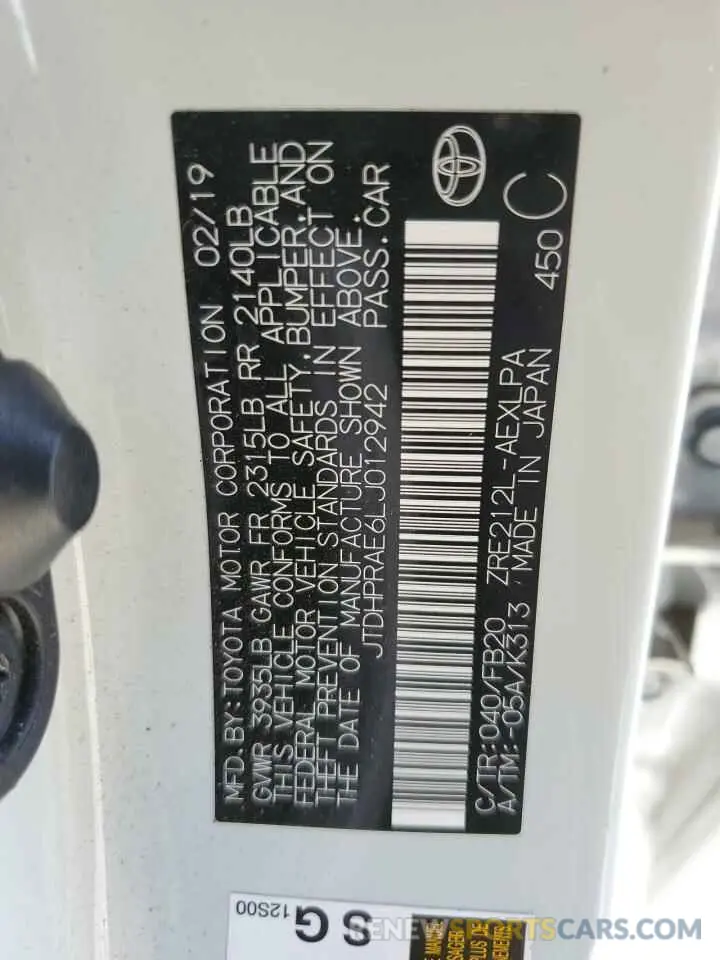 MFD. BY: TOYOTA MOTOR CORPORATION 02/19
GVWR 3935LB GAWR FR 2315LB RR 2140LB
THIS VEHICLE CONFORMS TO ALL APPLICABLE
FEDERAL MOTOR VEHICLE SAFETY, BUMPER, AND
THEFT PREVENTION STANDARDS IN EFFECT ON
THE DATE OF MANUFACTURE SHOWN ABOVE.
JTDHPRAE6LJ012942 PASS. CAR
C/TR: 040/FB20 ZRE212L-AEXLPA 450 C
A/TM: -05A/K313 MADE IN JAPAN
S G
12S00
RENEWSPORTSCARS.COM